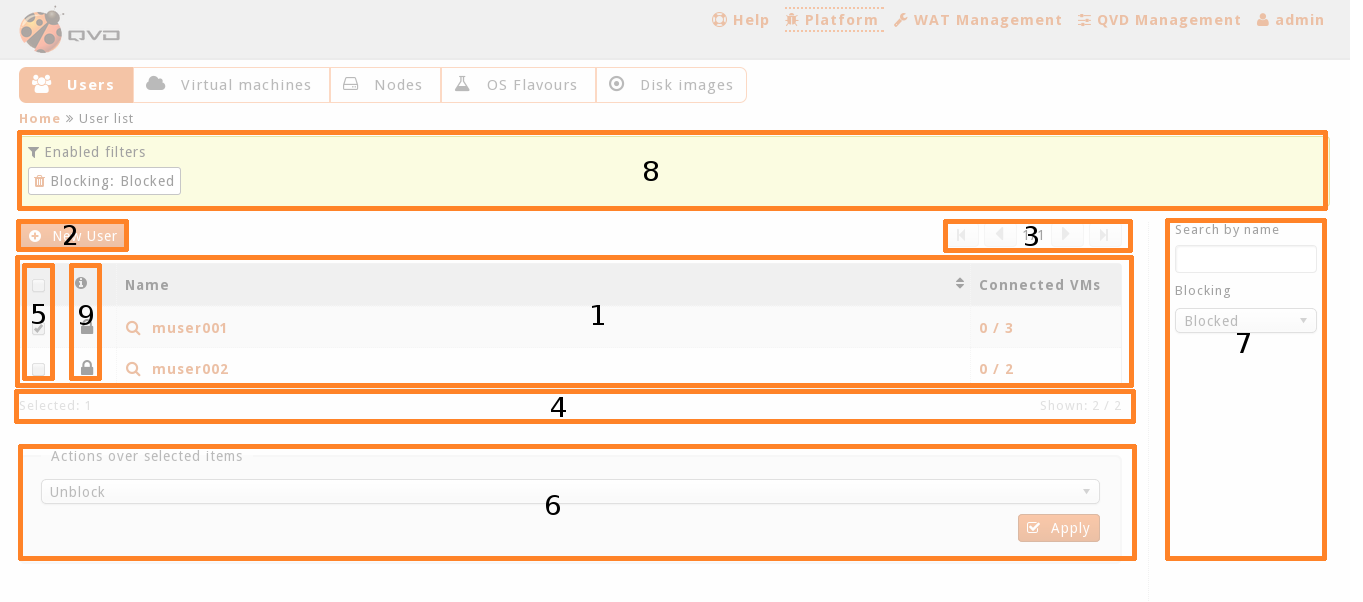 QVD
Help Platform WAT Management QVD Management admin
Users Virtual machines Nodes OS Flavours Disk images
Home » User list
Enabled filters
Blocking: Blocked
8
New User
2
3
Search by name
Blocking
Blocked
7
Name Connected VMs
5
9
1
muser001 0 / 3
muser002 0 / 2
Selected: 1 Shown: 2 / 2
4
Actions over selected items
Unblock
6
Apply